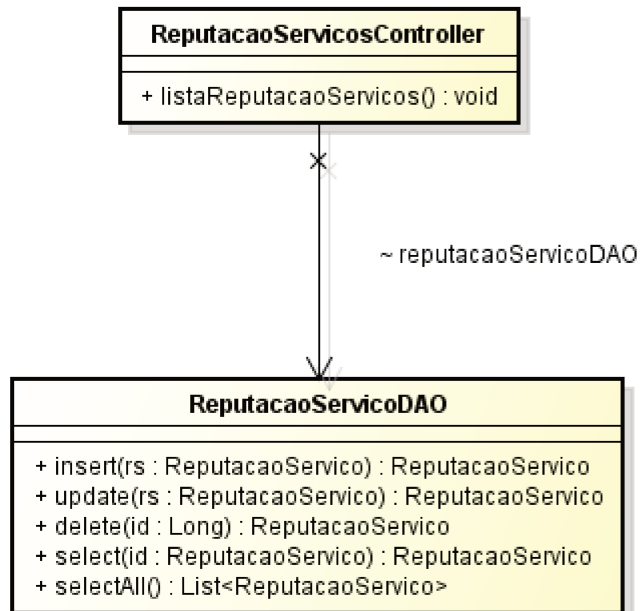 ReputacaoServicosController
+ listaReputacaoServicos() : void
~ reputacaoServicoDAO
ReputacaoServicoDAO
+ insert(rs : ReputacaoServico) : ReputacaoServico
+ update(rs : ReputacaoServico) : ReputacaoServico
+ delete(id : Long) : ReputacaoServico
+ select(id : ReputacaoServico) : ReputacaoServico
+ selectAll() : List<ReputacaoServico>